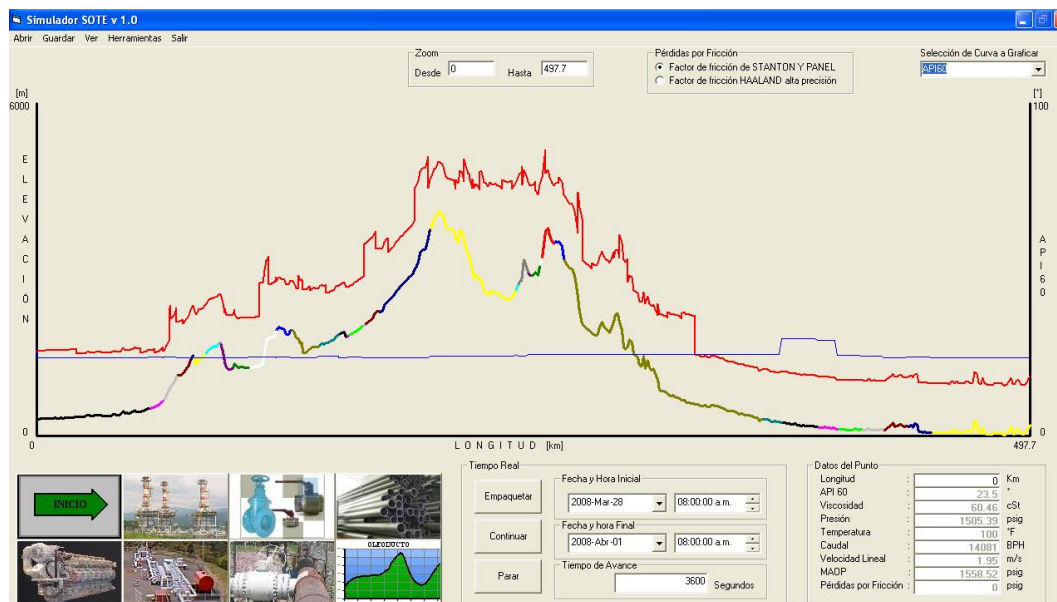 Simulador SOTE v 1.0
Abrir Guardar Ver Herramientas Salir
Zoom
Desde 0 Hasta 497.7
Pérdidas por Fricción
Factor de fricción de STANTON Y PANEL
Factor de fricción HAALAND alta precisión
Selección de Curva a Graficar
API60
[m]
6000
[°]
100
ELEVACIÓN
API60
0
0
0
LONGITUD [km]
497.7
INICIO
OLEODUCTO
Tiempo Real
Empaquetar
Continuar
Parar
Fecha y Hora Inicial
2008-Mar-28 08:00:00 a.m.
Fecha y hora Final
2008-Abr-01 08:00:00 a.m.
Tiempo de Avance
3600 Segundos
Datos del Punto
Longitud : 0 Km
API 60 : 23.5 °
Viscosidad : 60.46 cSt
Presión : 1505.39 psig
Temperatura : 100 °F
Caudal : 14081 BPH
Velocidad Lineal : 1.95 m/s
MAOP : 1558.52 psig
Pérdidas por Fricción : 0 psig